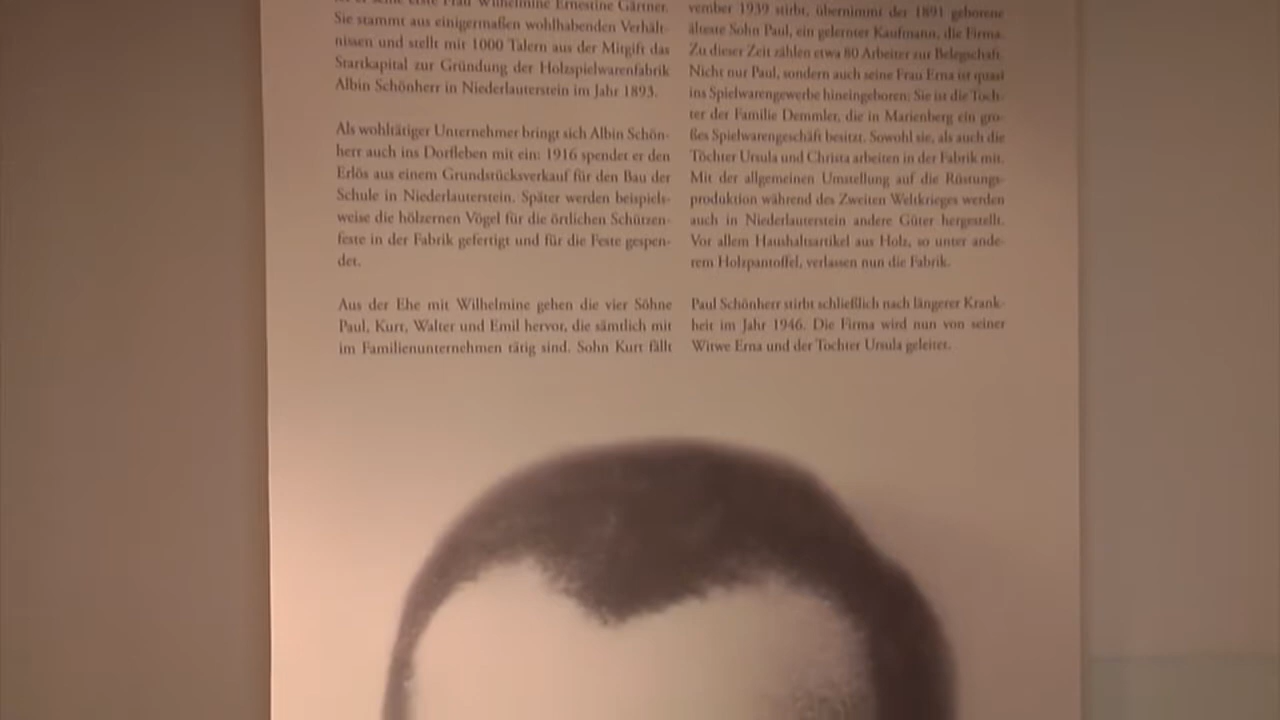 seine erste Frau Wilhelmine Ernestine Gärtner.
Sie stammt aus einigermaßen wohlhabenden Verhält-
nissen und stellt mit 1000 Talern aus der Mitgift das
Startkapital zur Gründung der Holzspielwarenfabrik
Albin Schönherr in Niederlauterstein im Jahr 1893.
Als wohltätiger Unternehmer bringt sich Albin Schön-
herr auch ins Dorfleben mit ein: 1916 spendet er den
Erlös aus einem Grundstücksverkauf für den Bau der
Schule in Niederlauterstein. Später werden beispiels-
weise die hölzernen Vögel für die örtlichen Schützen-
feste in der Fabrik gefertigt und für die Feste gespen-
det.
Aus der Ehe mit Wilhelmine gehen die vier Söhne
Paul, Kurt, Walter und Emil hervor, die sämtlich mit
im Familienunternehmen tätig sind. Sohn Kurt fällt
vember 1939 stirbt, übernimmt der 1891 geborene
älteste Sohn Paul, ein gelernter Kaufmann, die Firma.
Zu dieser Zeit zählen etwa 80 Arbeiter zur Belegschaft.
Nicht nur Paul, sondern auch seine Frau Erna ist quasi
ins Spielwarengewerbe hineingeboren: Sie ist die Toch-
ter der Familie Demmler, die in Marienberg ein gro-
ßes Spielwarengeschäft besitzt. Sowohl sie, als auch die
Töchter Ursula und Christa arbeiten in der Fabrik mit.
Mit der allgemeinen Umstellung auf die Rüstungs-
produktion während des Zweiten Weltkrieges werden
auch in Niederlauterstein andere Güter hergestellt.
Vor allem Haushaltsartikel aus Holz, so unter ande-
rem Holzpantoffel, verlassen nun die Fabrik.
Paul Schönherr stirbt schließlich nach längerer Krank-
heit im Jahr 1946. Die Firma wird nun von seiner
Witwe Erna und der Tochter Ursula geleitet.